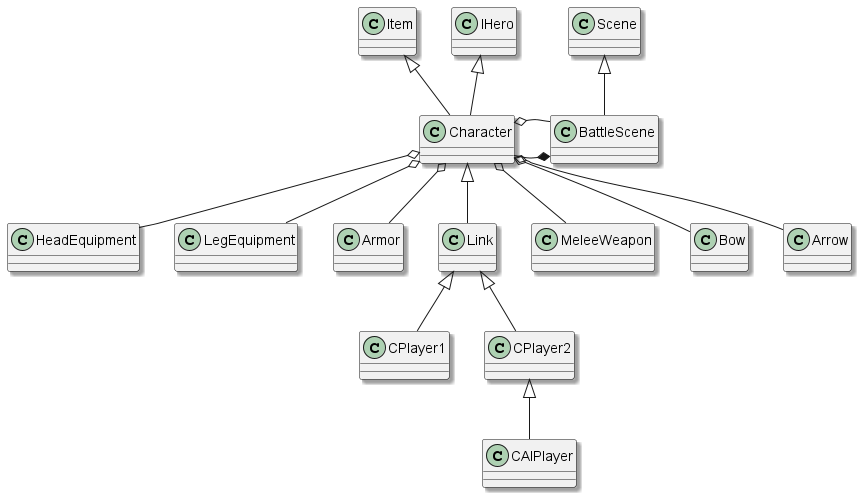 C Item
C IHero
C Scene
C Character
C BattleScene
C HeadEquipment
C LegEquipment
C Armor
C Link
C MeleeWeapon
C Bow
C Arrow
C CPlayer1
C CPlayer2
C CAIPlayer